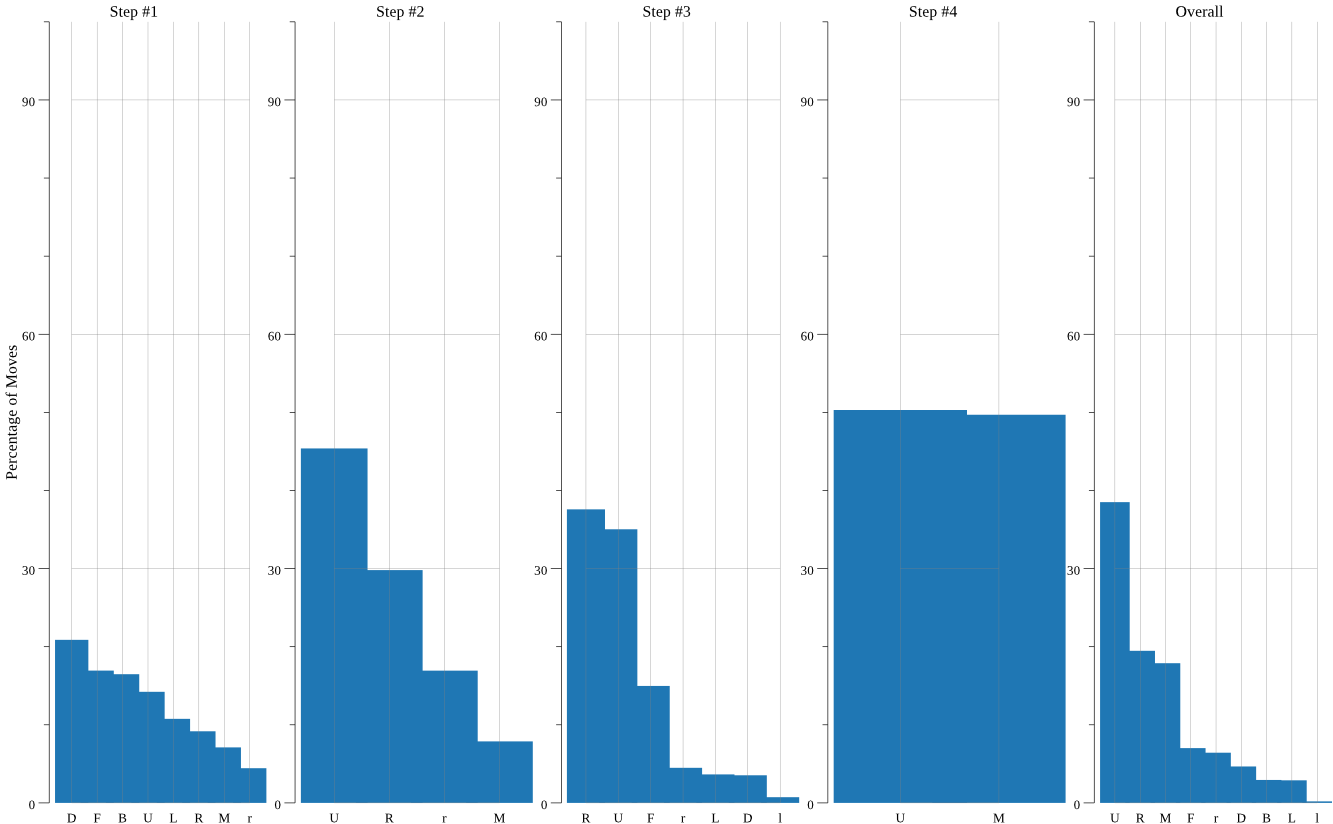 Step #1
Step #2
Step #3
Step #4
Overall
Percentage of Moves
90
60
30
0
D F B U L R M r
90
60
30
0
U R r M
90
60
30
0
R U F r L D l
90
60
30
0
U M
90
60
30
0
U R M F r D B L l